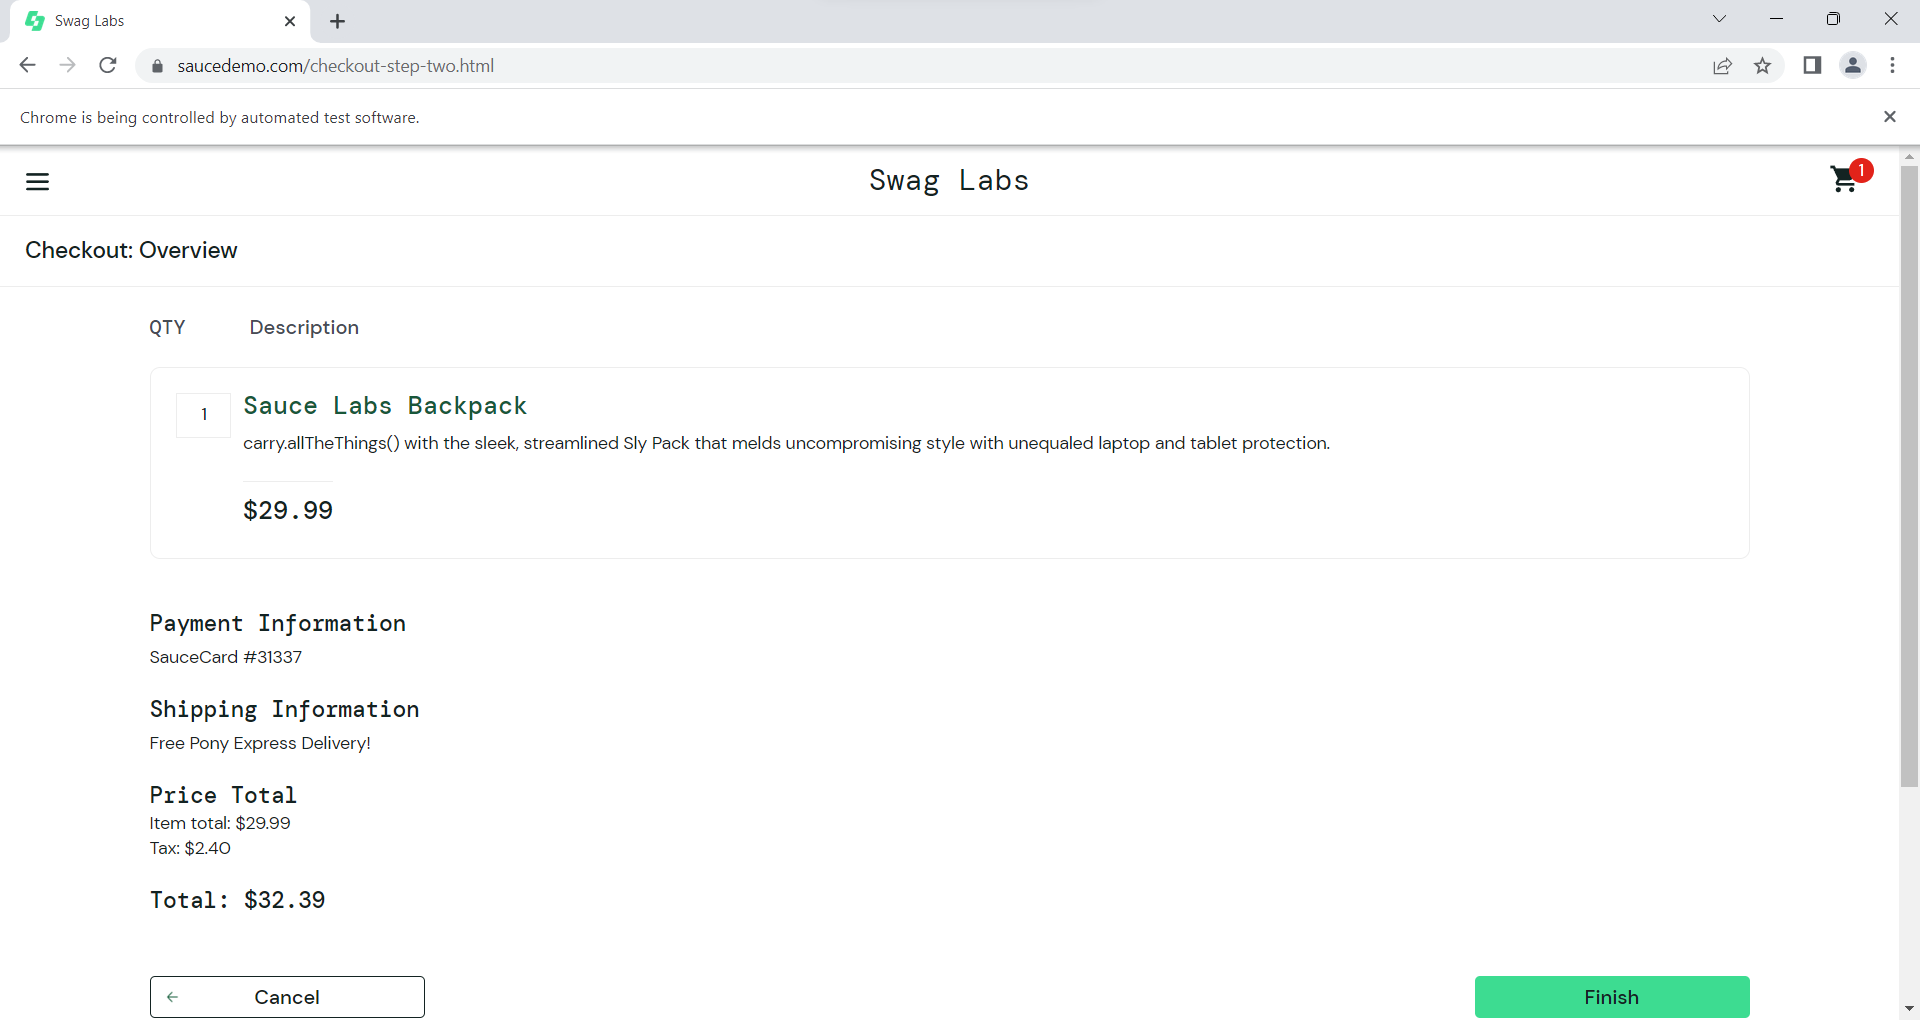 Swag Labs
saucedemo.com/checkout-step-two.html
Chrome is being controlled by automated test software.
Swag Labs
1
Checkout: Overview
QTY Description
1 Sauce Labs Backpack
carry.allTheThings() with the sleek, streamlined Sly Pack that melds uncompromising style with unequaled laptop and tablet protection.
$29.99
Payment Information
SauceCard #31337
Shipping Information
Free Pony Express Delivery!
Price Total
Item total: $29.99
Tax: $2.40
Total: $32.39
Cancel Finish